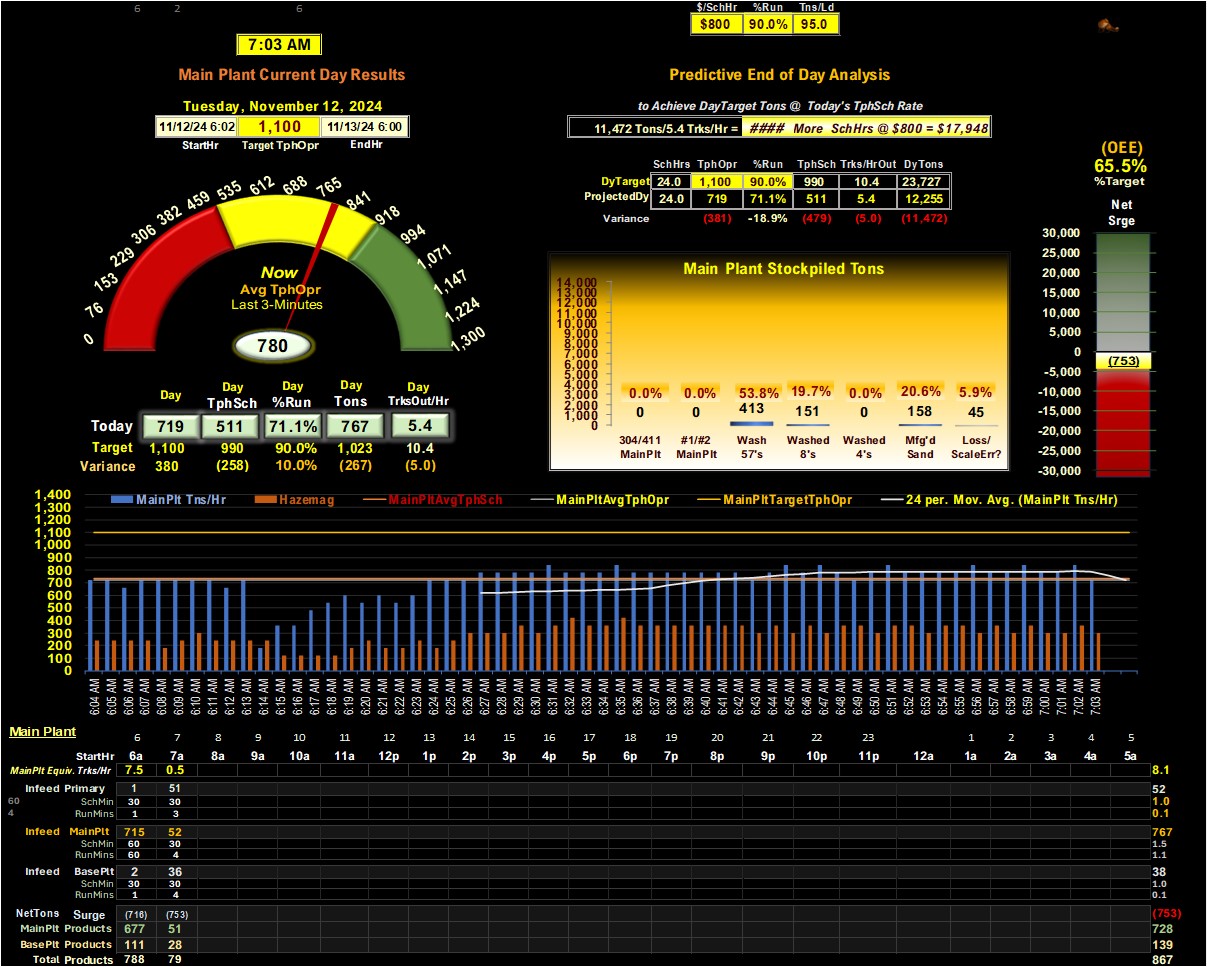 6 2 6
$/SchHr %Run Tns/Ld
$800 90.0% 95.0
7:03 AM
Main Plant Current Day Results
Predictive End of Day Analysis
Tuesday, November 12, 2024
to Achieve DayTarget Tons @ Today's TphSch Rate
11/12/24 6:02 1,100 11/13/24 6:00
11,472 Tons/5.4 Trks/Hr = #### More SchHrs @ $800 = $17,948
StartHr Target TphOpr EndHr
(OEE)
65.5%
%Target
SchHrs TphOpr %Run TphSch Trks/HrOut DyTons
DyTarget 24.0 1,100 90.0% 990 10.4 23,727
ProjectedDy 24.0 719 71.1% 511 5.4 12,255
Variance (381) -18.9% (479) (5.0) (11,472)
Net
Srge
30,000
25,000
20,000
15,000
10,000
5,000
0
(753)
-5,000
-10,000
-15,000
-20,000
-25,000
-30,000
0 76 153 229 306 382 459 535 612 688 765 841 918 994 1,071 1,147 1,224 1,300
Now
Avg TphOpr
Last 3-Minutes
780
Main Plant Stockpiled Tons
14,000
13,000
12,000
11,000
10,000
9,000
8,000
7,000
6,000
5,000
4,000
3,000
2,000
1,000
0
0.0% 0.0% 53.8% 19.7% 0.0% 20.6% 5.9%
0 0 413 151 0 158 45
304/411 #1/#2 Wash Washed Washed Mfg'd Loss/
MainPlt MainPlt 57's 8's 4's Sand ScaleErr?
Day Day Day Day Day
TphSch %Run Tons TrksOut/Hr
Today 719 511 71.1% 767 5.4
Target 1,100 990 90.0% 1,023 10.4
Variance 380 (258) 10.0% (267) (5.0)
MainPlt Tns/Hr Hazemag MainPltAvgTphSch MainPltAvgTphOpr MainPltTargetTphOpr 24 per. Mov. Avg. (MainPlt Tns/Hr)
1,400
1,300
1,200
1,100
1,000
900
800
700
600
500
400
300
200
100
0
6:04 AM 6:05 AM 6:06 AM 6:07 AM 6:08 AM 6:09 AM 6:10 AM 6:11 AM 6:12 AM 6:13 AM 6:14 AM 6:15 AM 6:16 AM 6:17 AM 6:18 AM 6:19 AM 6:20 AM 6:21 AM 6:22 AM 6:23 AM 6:24 AM 6:25 AM 6:26 AM 6:27 AM 6:28 AM 6:29 AM 6:30 AM 6:31 AM 6:32 AM 6:33 AM 6:34 AM 6:35 AM 6:36 AM 6:37 AM 6:38 AM 6:39 AM 6:40 AM 6:41 AM 6:42 AM 6:43 AM 6:44 AM 6:45 AM 6:46 AM 6:47 AM 6:48 AM 6:49 AM 6:50 AM 6:51 AM 6:52 AM 6:53 AM 6:54 AM 6:55 AM 6:56 AM 6:57 AM 6:58 AM 6:59 AM 7:00 AM 7:01 AM 7:02 AM 7:03 AM
Main Plant
6 7 8 9 10 11 12 13 14 15 16 17 18 19 20 21 22 23 1 2 3 4 5
StartHr 6a 7a 8a 9a 10a 11a 12p 1p 2p 3p 4p 5p 6p 7p 8p 9p 10p 11p 12a 1a 2a 3a 4a 5a
MainPlt Equiv. Trks/Hr 7.5 0.5 8.1
Infeed Primary 1 51 52
60 SchMin 30 30 1.0
4 RunMins 1 3 0.1
Infeed MainPlt 715 52 767
SchMin 60 30 1.5
RunMins 60 4 1.1
Infeed BasePlt 2 36 38
SchMin 30 30 1.0
RunMins 1 4 0.1
NetTons Surge (716) (753) (753)
MainPlt Products 677 51 728
BasePlt Products 111 28 139
Total Products 788 79 867